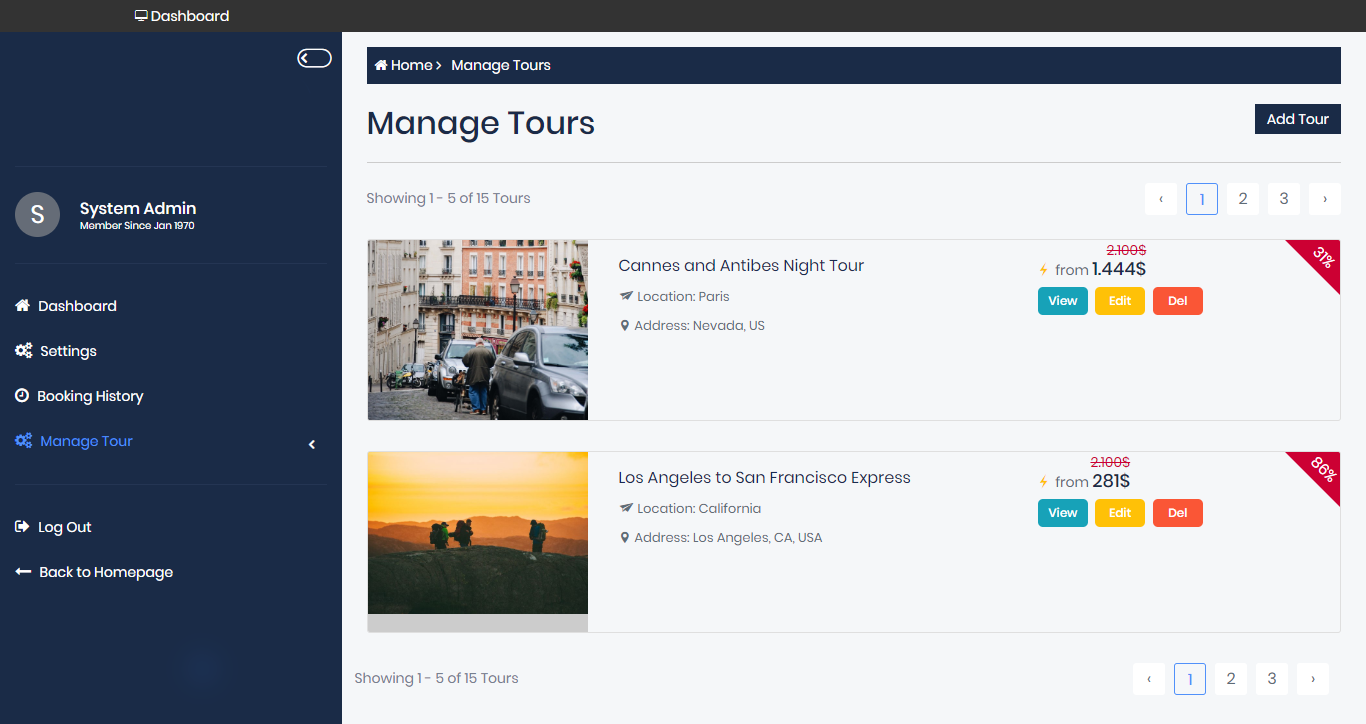 Dashboard
Home › Manage Tours
Manage Tours
Add Tour
S
System Admin
Member Since Jan 1970
Dashboard
Settings
Booking History
Manage Tour
Log Out
Back to Homepage
Showing 1 - 5 of 15 Tours
‹ 1 2 3 ›
Cannes and Antibes Night Tour
Location: Paris
Address: Nevada, US
2.100$
from 1.444$
View Edit Del
31%
Los Angeles to San Francisco Express
Location: California
Address: Los Angeles, CA, USA
2.100$
from 281$
View Edit Del
86%
Showing 1 - 5 of 15 Tours
‹ 1 2 3 ›